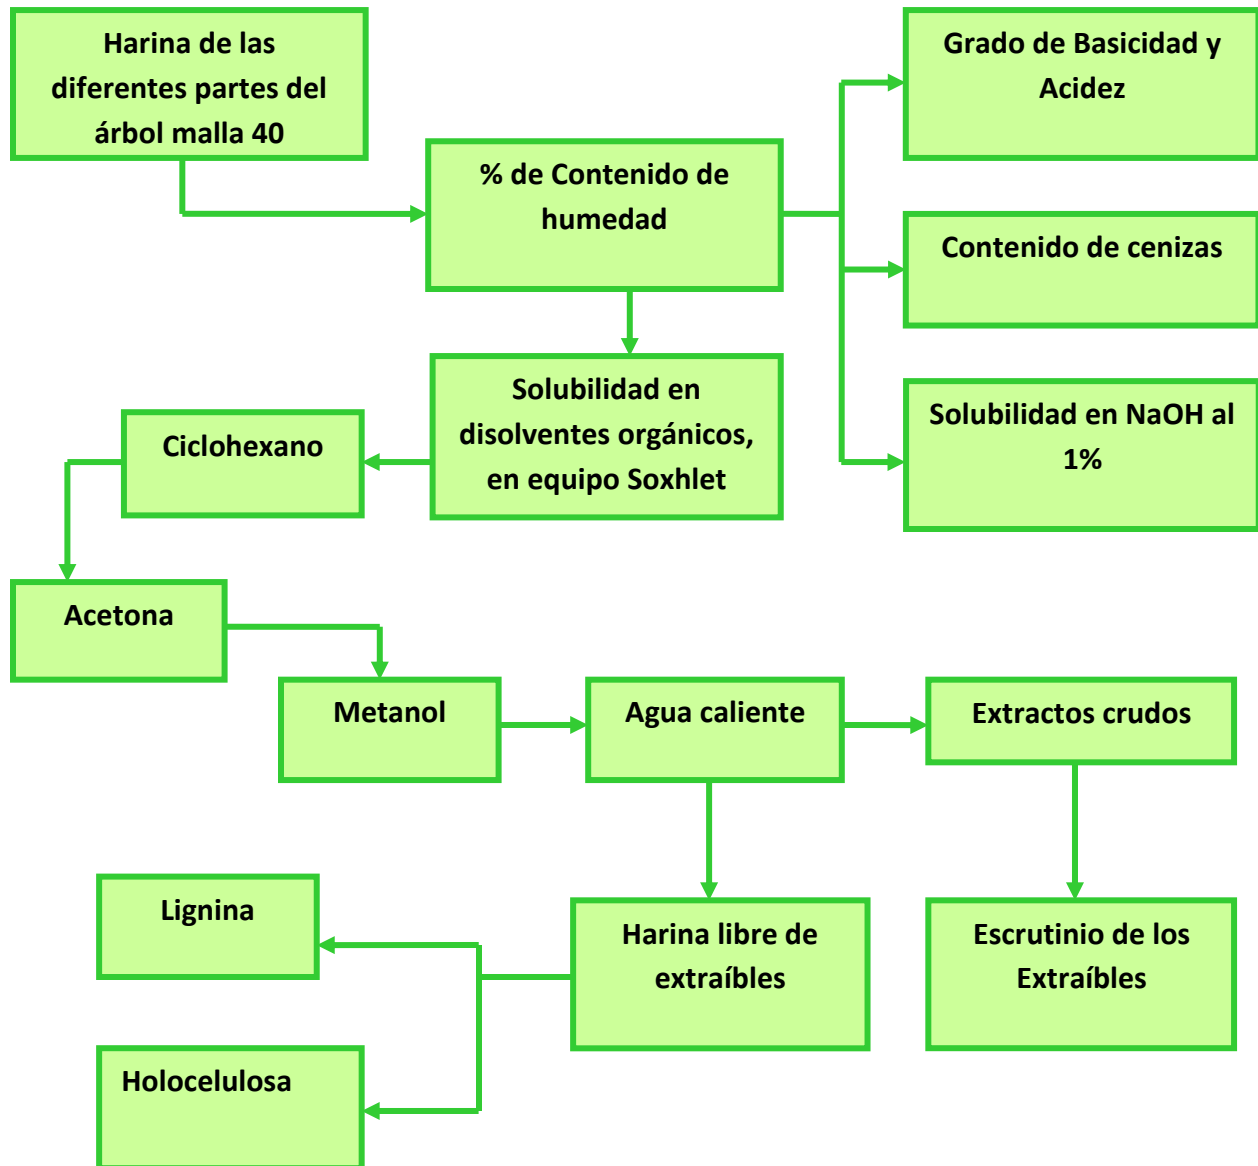 Harina de las
diferentes partes del
árbol malla 40
% de Contenido de
humedad
Grado de Basicidad y
Acidez
Contenido de cenizas
Solubilidad en NaOH al
1%
Solubilidad en
disolventes orgánicos,
en equipo Soxhlet
Ciclohexano
Acetona
Metanol
Agua caliente
Extractos crudos
Lignina
Harina libre de
extraíbles
Escrutinio de los
Extraíbles
Holocelulosa